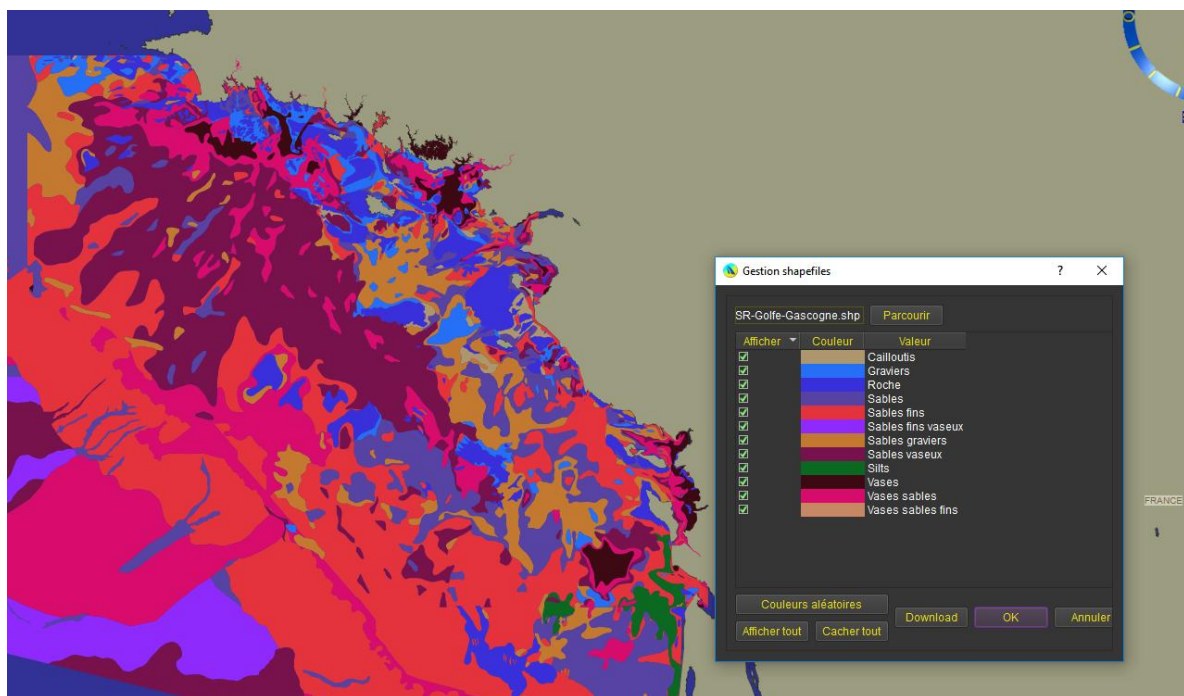 Gestion shapefiles
SR-Golfe-Gascogne.shp Parcourir
Afficher Couleur Valeur
Cailloutis
Graviers
Roche
Sables
Sables fins
Sables fins vaseux
Sables graviers
Sables vaseux
Silts
Vases
Vases sables
Vases sables fins
FRANCE
Couleurs aléatoires
Download OK Annuler
Afficher tout Cacher tout